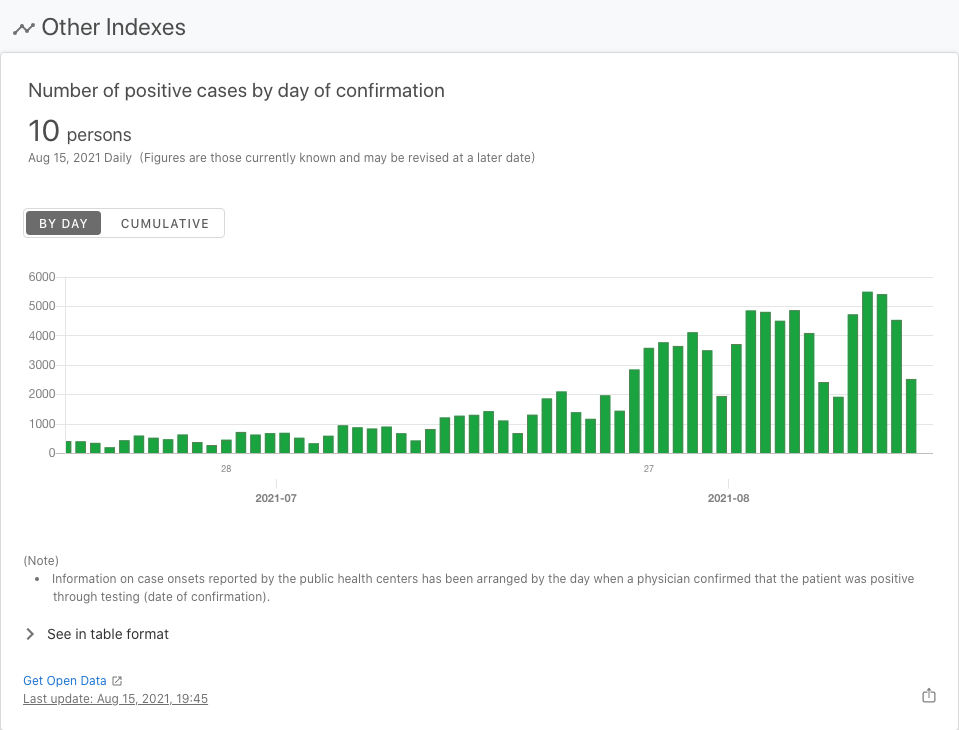 Other Indexes
Number of positive cases by day of confirmation
10 persons
Aug 15, 2021 Daily (Figures are those currently known and may be revised at a later date)
BY DAY CUMULATIVE
6000
5000
4000
3000
2000
1000
0
28 27
2021-07 2021-08
(Note)
• Information on case onsets reported by the public health centers has been arranged by the day when a physician confirmed that the patient was positive
through testing (date of confirmation).
See in table format
Get Open Data
Last update: Aug 15, 2021, 19:45